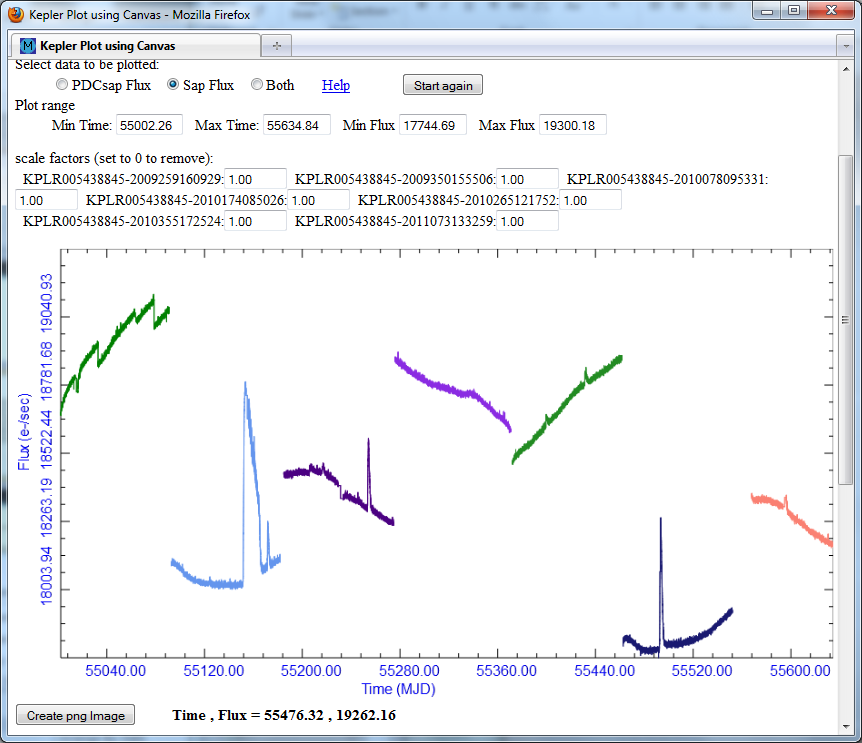 Kepler Plot using Canvas - Mozilla Firefox
Kepler Plot using Canvas
Select data to be plotted:
PDCsap Flux Sap Flux Both Help Start again
Plot range
Min Time: 55002.26 Max Time: 55634.84 Min Flux 17744.69 Max Flux 19300.18
scale factors (set to 0 to remove):
KPLR005438845-2009259160929: 1.00 KPLR005438845-2009350155506: 1.00 KPLR005438845-2010078095331:
1.00 KPLR005438845-2010174085026: 1.00 KPLR005438845-2010265121752: 1.00
KPLR005438845-2010355172524: 1.00 KPLR005438845-2011073133259: 1.00
19040.93
18781.68
18522.44
18263.19
18003.94
Flux (e-/sec)
55040.00 55120.00 55200.00 55280.00 55360.00 55440.00 55520.00 55600.00
Time (MJD)
Create png Image Time , Flux = 55476.32 , 19262.16